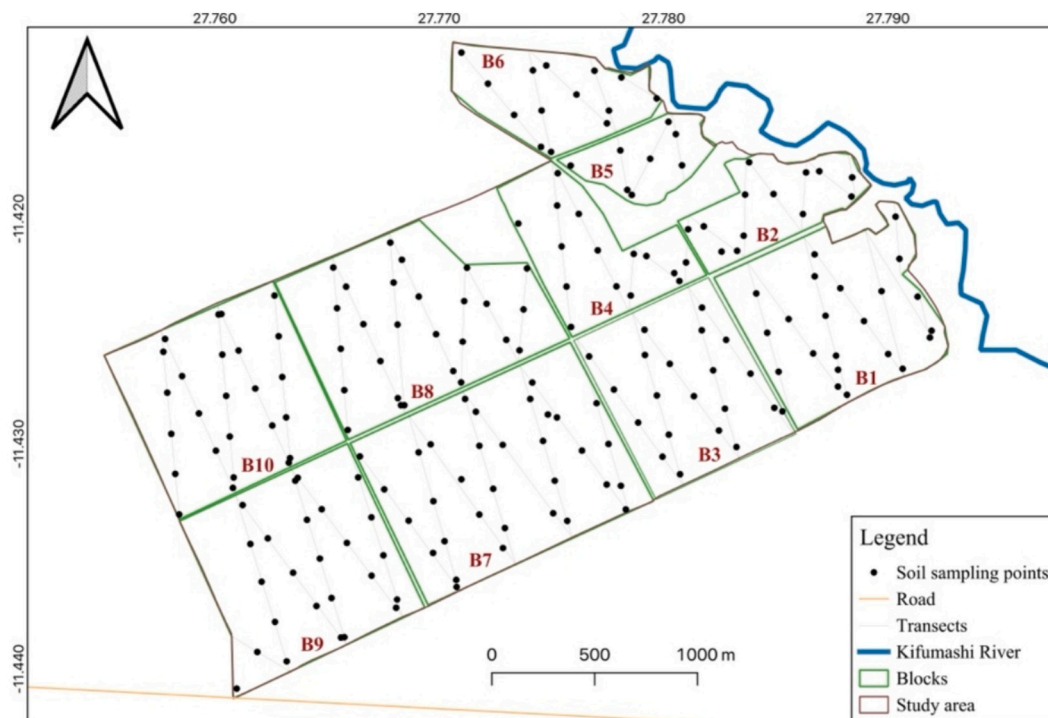 27.760 27.770 27.780 27.790
-11.420
-11.430
-11.440
B6
B5
B2
B4
B1
B8
B3
B10
B7
B9
0 500 1000 m
Legend
Soil sampling points
Road
Transects
Kifumashi River
Blocks
Study area